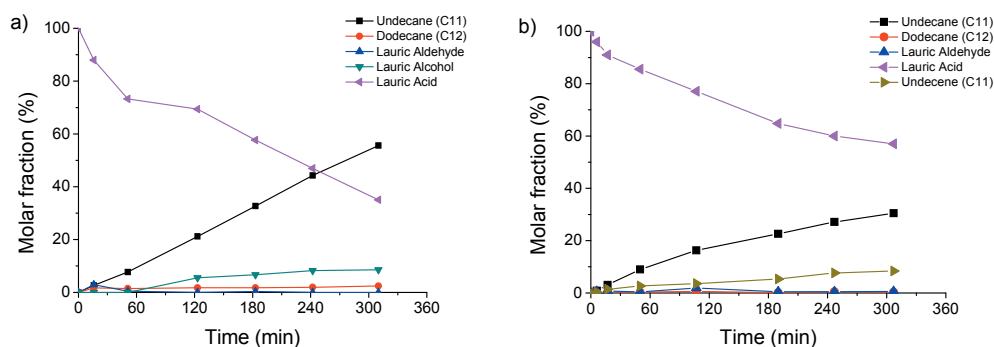 a)
Undecane (C11)
Dodecane (C12)
Lauric Aldehyde
Lauric Alcohol
Lauric Acid
Molar fraction (%)
100
80
60
40
20
0
0 60 120 180 240 300 360
Time (min)
b)
Undecane (C11)
Dodecane (C12)
Lauric Aldehyde
Lauric Acid
Undecene (C11)
Molar fraction (%)
100
80
60
40
20
0
0 60 120 180 240 300 360
Time (min)